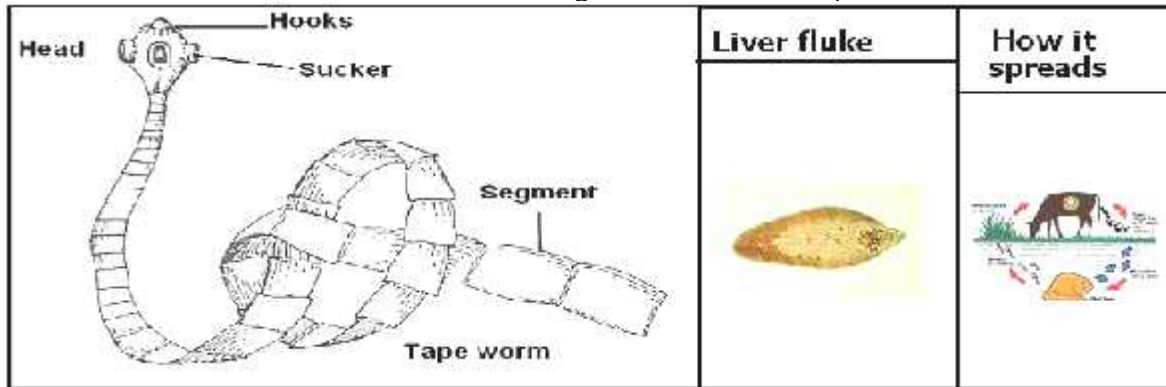 Hooks
Head
Sucker
Segment
Tape worm
Liver fluke
How it
spreads